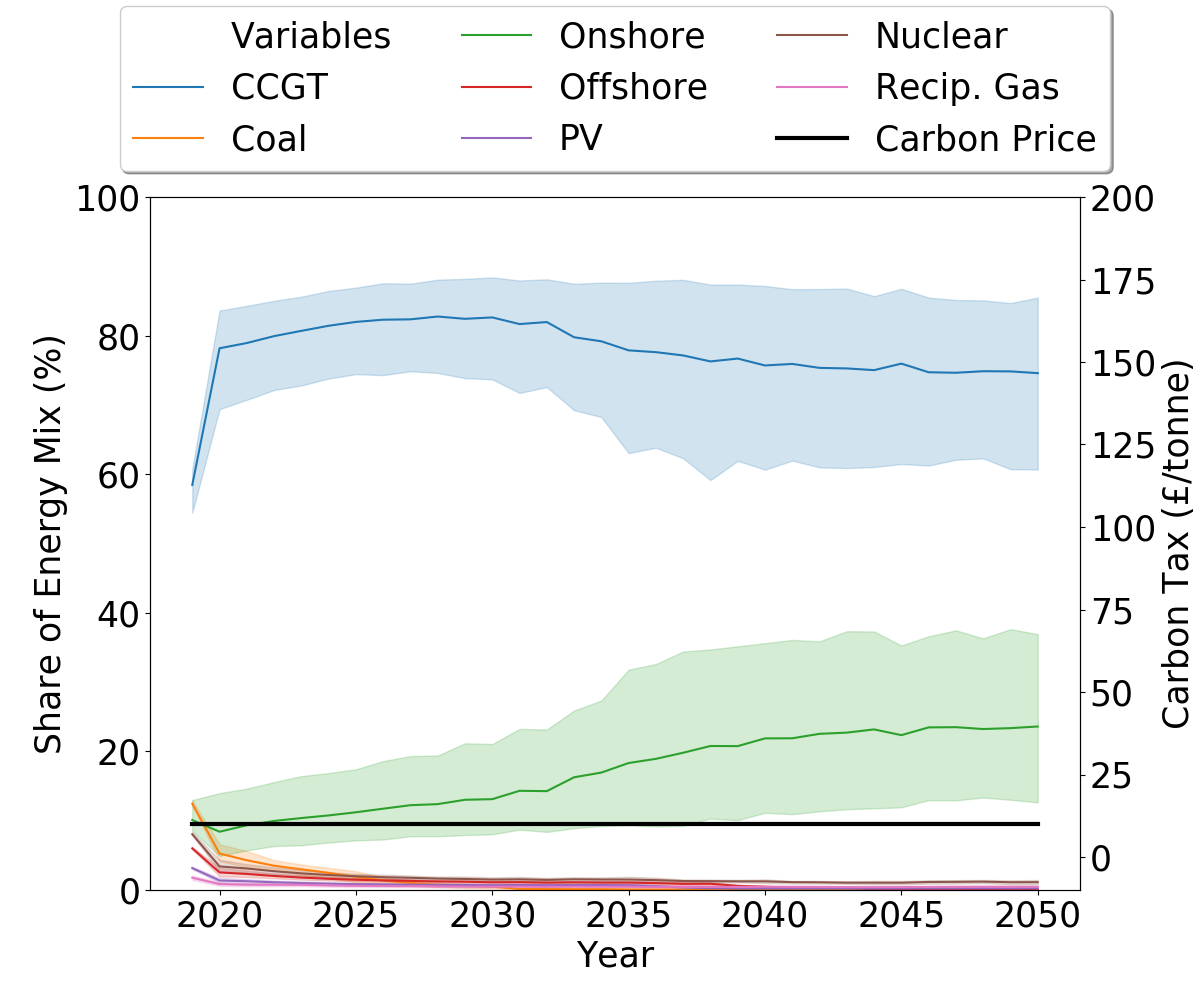 Variables
CCGT
Coal
Onshore
Offshore
PV
Nuclear
Recip. Gas
Carbon Price
100
80
60
40
20
0
Share of Energy Mix (%)
200
175
150
125
100
75
50
25
0
Carbon Tax (£/tonne)
2020 2025 2030 2035 2040 2045 2050
Year